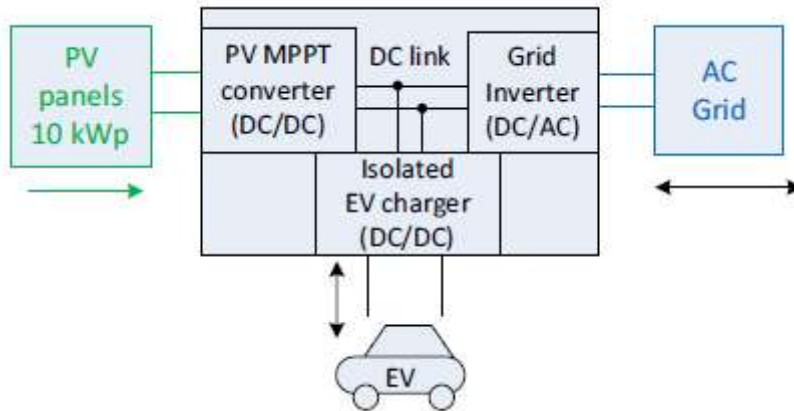 PV
panels
10 kWp
PV MPPT
converter
(DC/DC)
DC link
Grid
Inverter
(DC/AC)
AC
Grid
Isolated
EV charger
(DC/DC)
EV